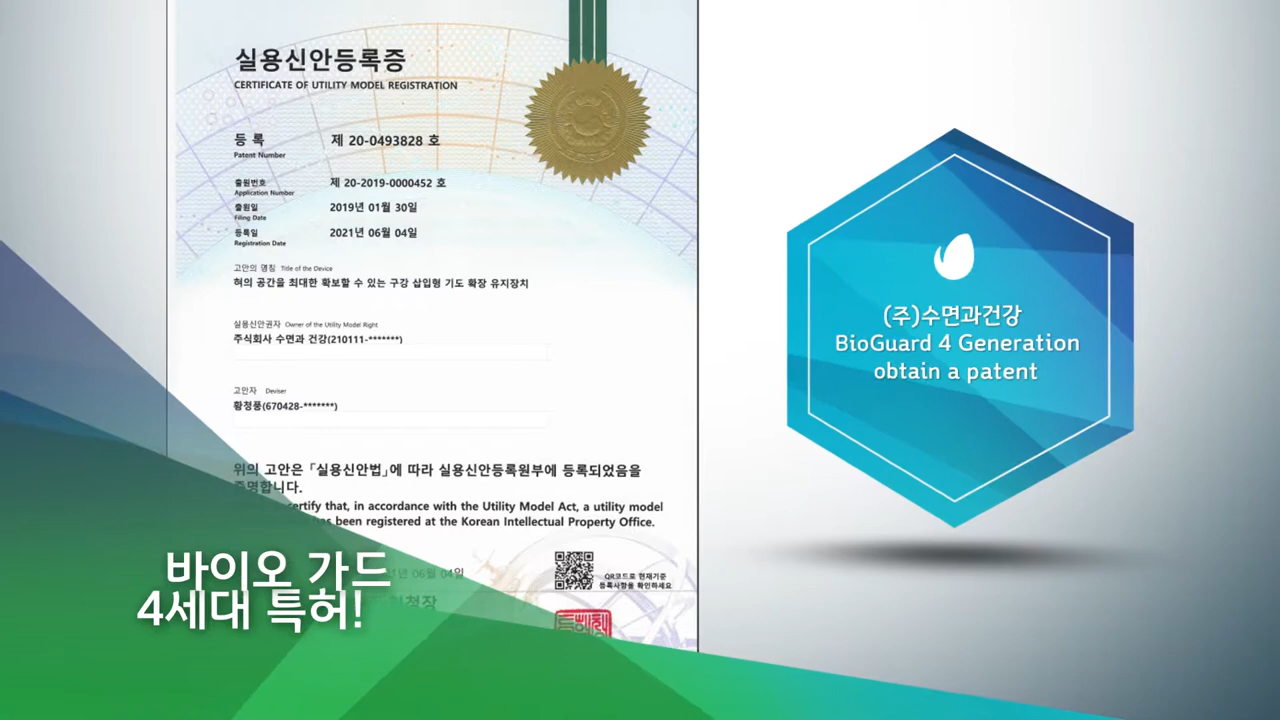 실용신안등록증
CERTIFICATE OF UTILITY MODEL REGISTRATION
등 록 제 20-0493828 호
Patent Number
출원번호 제 20-2019-0000452 호
Application Number
출원일 2019년 01월 30일
Filing Date
등록일 2021년 06월 04일
Registration Date
고안의 명칭 Title of the Device
혀의 공간을 최대한 확보할 수 있는 구강 삽입형 기도 확장 유지장치
실용신안권자 Owner of the Utility Model Right
주식회사 수면과 건강(210111-*******)
고안자 Deviser
황청풍(670428-*******)
위의 고안은 「실용신안법」에 따라 실용신안등록원부에 등록되었음을
증명합니다.
certify that, in accordance with the Utility Model Act, a utility model
been registered at the Korean Intellectual Property Office.
06월 04일
QR코드로 현재기준
등록사항을 확인하세요
바이오 가드
4세대 특허!
(주)수면과건강
BioGuard 4 Generation
obtain a patent